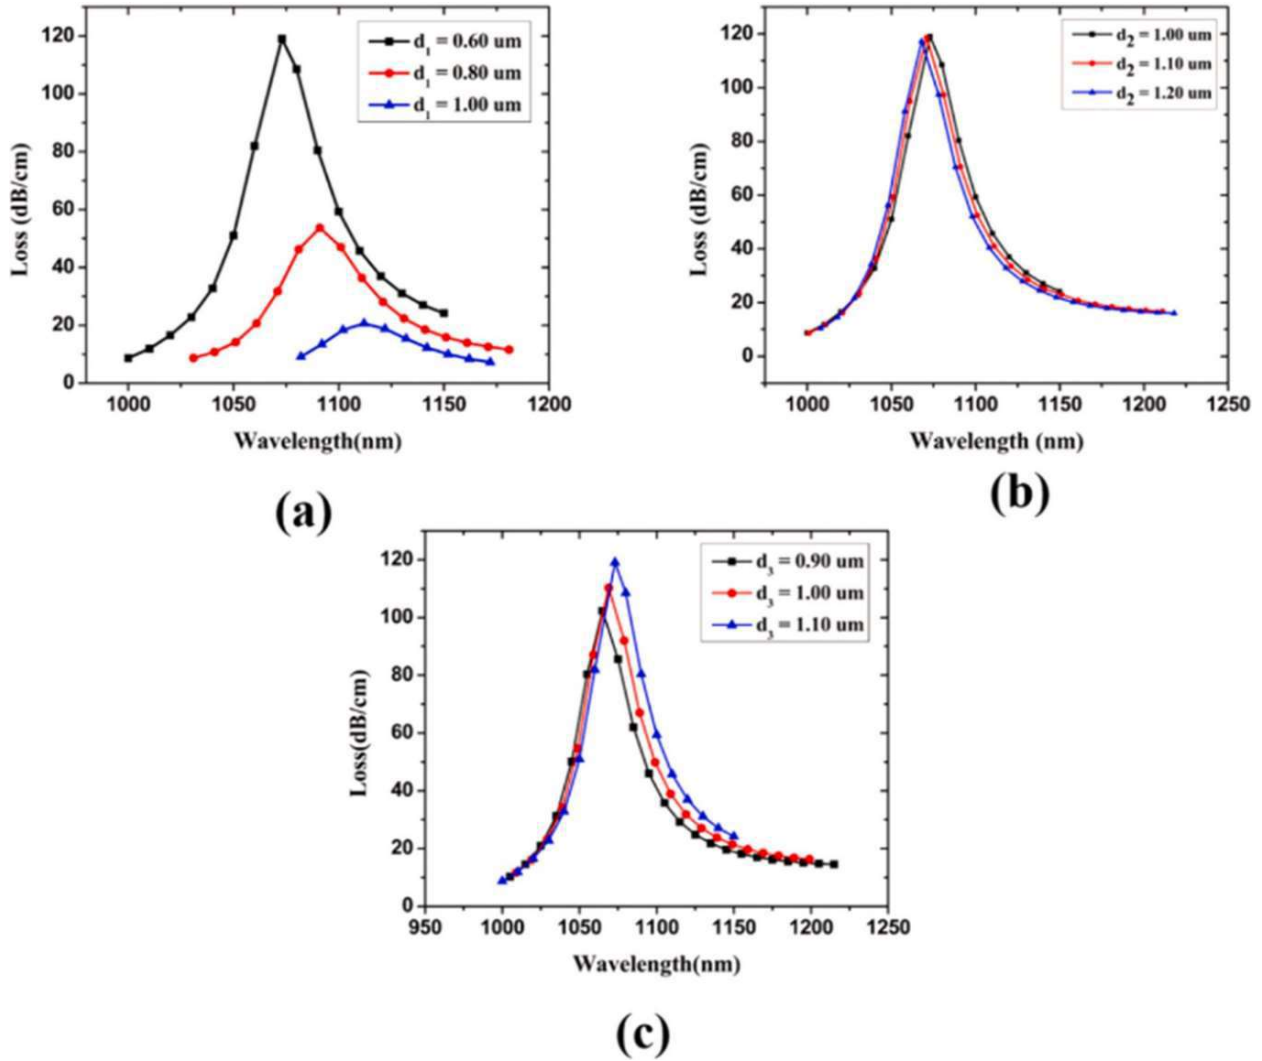 120
100
80
60
40
20
0
Loss (dB/cm)
d1 = 0.60 um
d1 = 0.80 um
d1 = 1.00 um
1000 1050 1100 1150 1200
Wavelength(nm)
(a)
120
100
80
60
40
20
0
Loss (dB/cm)
d2 = 1.00 um
d2 = 1.10 um
d2 = 1.20 um
1000 1050 1100 1150 1200 1250
Wavelength (nm)
(b)
120
100
80
60
40
20
0
Loss(dB/cm)
d3 = 0.90 um
d3 = 1.00 um
d3 = 1.10 um
950 1000 1050 1100 1150 1200 1250
Wavelength(nm)
(c)